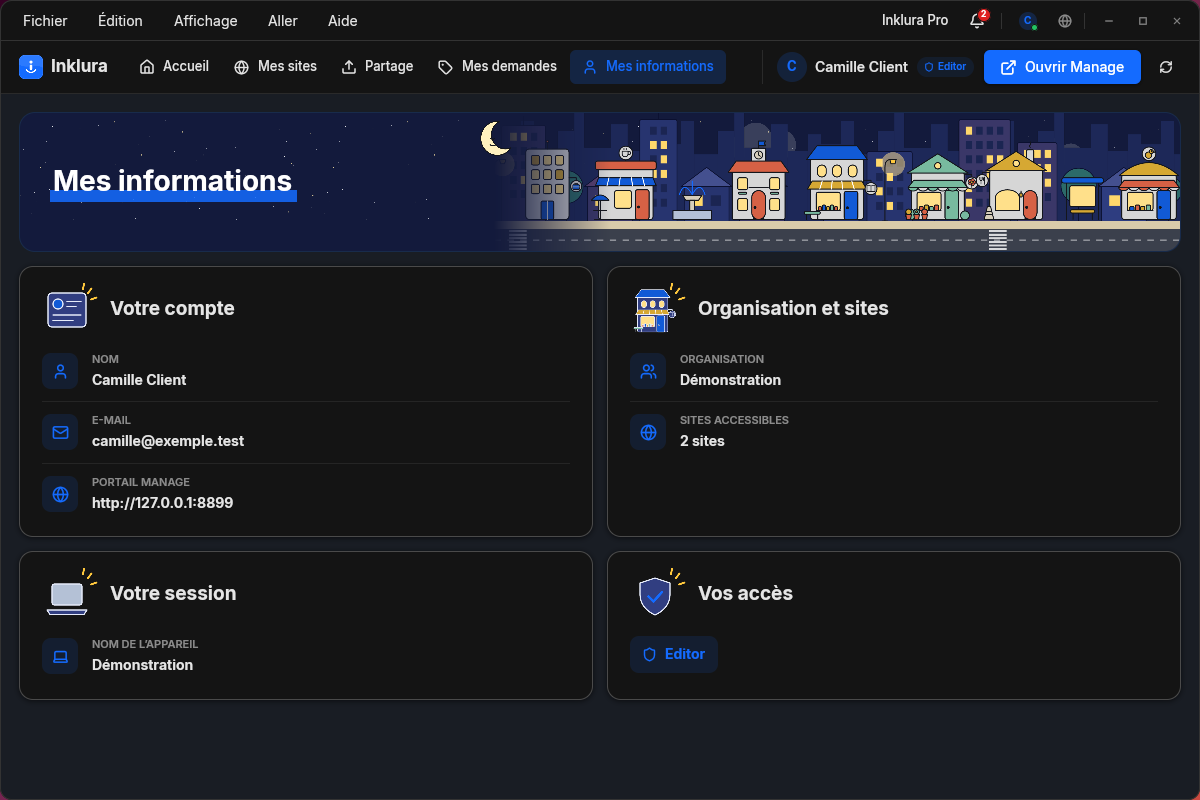 Fichier Édition Affichage Aller Aide Inklura Pro 2 C
Inklura Accueil Mes sites Partage Mes demandes Mes informations C Camille Client Editor Ouvrir Manage
Mes informations
Votre compte
NOM
Camille Client
E-MAIL
camille@exemple.test
PORTAIL MANAGE
http://127.0.0.1:8899
Organisation et sites
ORGANISATION
Démonstration
SITES ACCESSIBLES
2 sites
Votre session
NOM DE L'APPAREIL
Démonstration
Vos accès
Editor